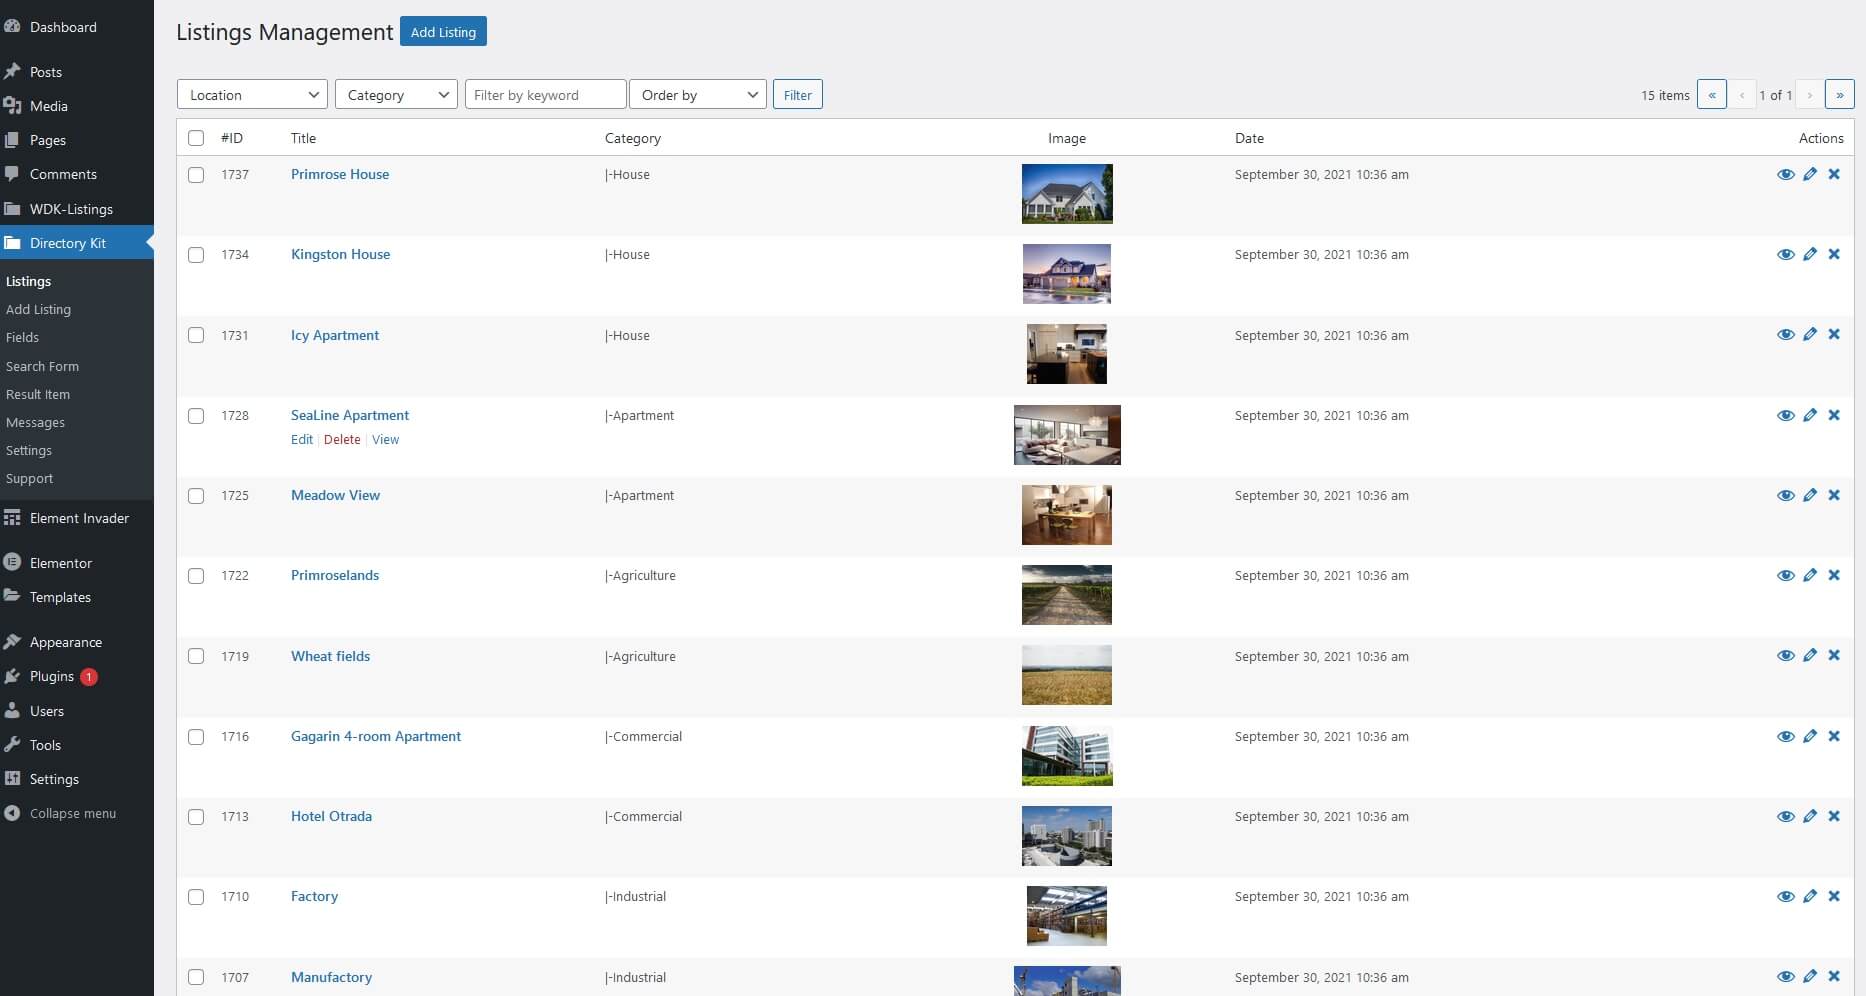 Dashboard
Posts
Media
Pages
Comments
WDK-Listings
Directory Kit
Listings
Add Listing
Fields
Search Form
Result Item
Messages
Settings
Support
Element Invader
Elementor
Templates
Appearance
Plugins 1
Users
Tools
Settings
Collapse menu
Listings Management Add Listing
Location Category Filter by keyword Order by Filter 15 items « ‹ 1 of 1 › »
#ID Title Category Image Date Actions
1737 Primrose House |-House September 30, 2021 10:36 am
1734 Kingston House |-House September 30, 2021 10:36 am
1731 Icy Apartment |-House September 30, 2021 10:36 am
1728 SeaLine Apartment |-Apartment September 30, 2021 10:36 am
Edit | Delete | View
1725 Meadow View |-Apartment September 30, 2021 10:36 am
1722 Primroselands |-Agriculture September 30, 2021 10:36 am
1719 Wheat fields |-Agriculture September 30, 2021 10:36 am
1716 Gagarin 4-room Apartment |-Commercial September 30, 2021 10:36 am
1713 Hotel Otrada |-Commercial September 30, 2021 10:36 am
1710 Factory |-Industrial September 30, 2021 10:36 am
1707 Manufactory |-Industrial September 30, 2021 10:36 am